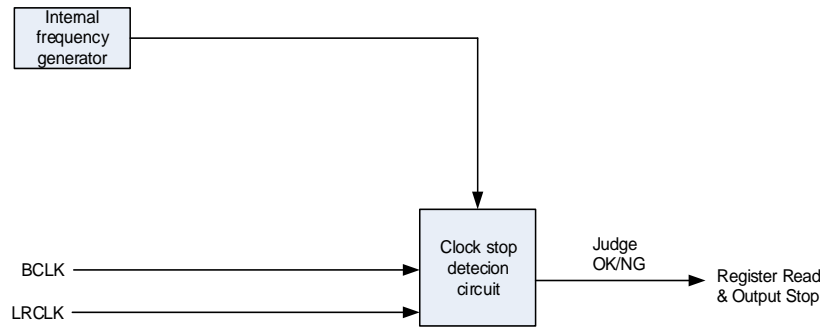 Internal
frequency
generator
Clock stop
detecion
circuit
Judge
OK/NG
BCLK
LRCLK
Register Read
& Output Stop